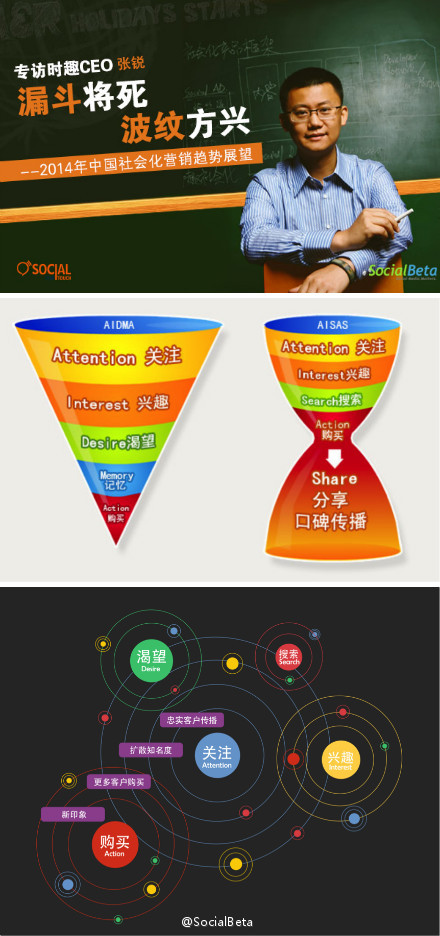 HOLIDAYS STARTS
专访时趣CEO 张锐
漏斗将死
波纹方兴
--2014年中国社会化营销趋势展望
SOCIAL
TOUCH
SocialBeta
AIDMA
Attention 关注
Interest 兴趣
Desire渴望
Memory
记忆
Action
购买
AISAS
Attention 关注
Interest兴趣
Search搜索
Action
购买
Share
分享
口碑传播
渴望
Desire
搜索
Search
忠实客户传播
扩散知名度
关注
Attention
兴趣
Interest
更多客户购买
新印象
购买
Action
@SocialBeta